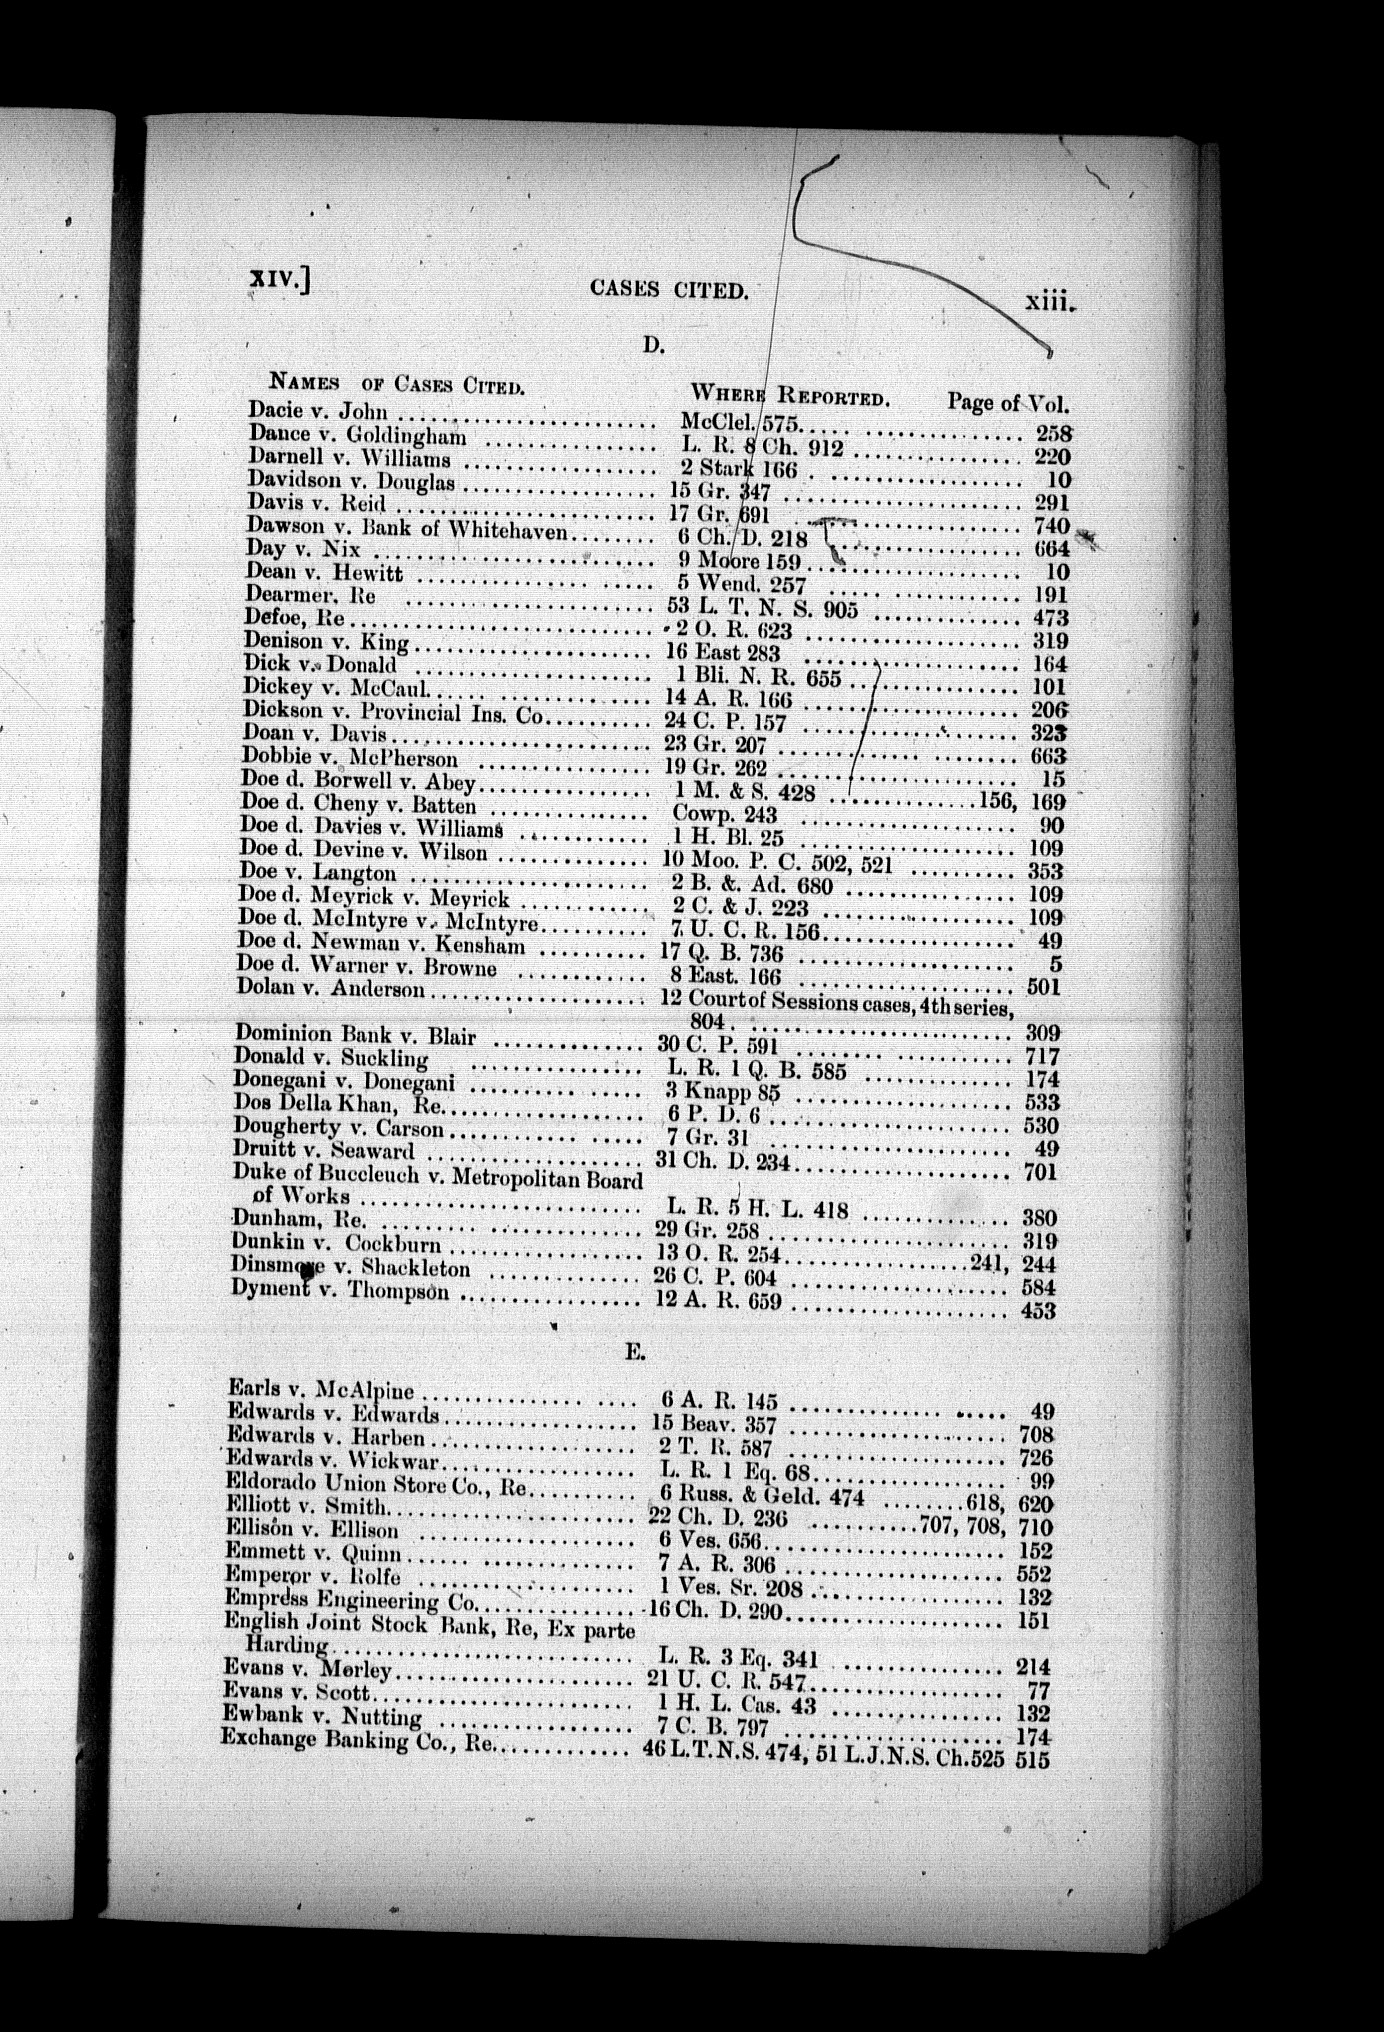 XIV.] CASES CITED. xiii.
D.
NAMES OF CASES CITED. WHERE REPORTED. Page of Vol.
Dacie v. John ........................ McClel. 575..................... 258
Dance v. Goldingham ................ L. R. 8 Ch. 912 ............... 220
Darnell v. Williams .................. 2 Stark 166 .................. 10
Davidson v. Douglas .................. 15 Gr. 347 ..................... 291
Davis v. Reid ........................ 17 Gr. 691 ..................... 740
Dawson v. Bank of Whitehaven........ 6 Ch. D. 218 .................. 664
Day v. Nix ........................... 9 Moore 159 .................. 10
Dean v. Hewitt ....................... 5 Wend. 257 .................. 191
Dearmer. Re ....................... 53 L. T. N. S. 905 ............ 473
Defoe, Re............................. 2 O. R. 623 .................. 319
Denison v. King....................... 16 East 283 .................. 164
Dick v. Donald ....................... 1 Bli. N. R. 655 ............... 101
Dickey v. McCaul...................... 14 A. R. 166 .................. 206
Dickson v. Provincial Ins. Co.......... 24 C. P. 157 .................. 323
Doan v. Davis......................... 23 Gr. 207 ..................... 663
Dobbie v. McPherson ................ 19 Gr. 262 ..................... 15
Doe d. Borwell v. Abey................ 1 M. & S. 428 ..............156, 169
Doe d. Cheny v. Batten ............... Cowp. 243 ..................... 90
Doe d. Davies v. Williams ............ 1 H. Bl. 25 ..................... 109
Doe d. Devine v. Wilson .............. 10 Moo. P. C. 502, 521 .......... 353
Doe v. Langton ....................... 2 B. &. Ad. 680 ................ 109
Doe d. Meyrick v. Meyrick ............ 2 C. & J. 223 .................. 109
Doe d. McIntyre v. McIntyre.......... 7 U. C. R. 156.................. 49
Doe d. Newman v. Kensham .......... 17 Q. B. 736 ..................... 5
Doe d. Warner v. Browne ............ 8 East. 166 ..................... 501
Dolan v. Anderson.................... 12 Court of Sessions cases, 4th series,
804. ........................ 309
Dominion Bank v. Blair .............. 30 C. P. 591 .................. 717
Donald v. Suckling ................ L. R. 1 Q. B. 585 .............. 174
Donegani v. Donegani ................ 3 Knapp 85 .................. 533
Dos Della Khan, Re................... 6 P. D. 6....................... 530
Dougherty v. Carson.................. 7 Gr. 31 ....................... 49
Druitt v. Seaward .................... 31 Ch. D. 234.................... 701
Duke of Buccleuch v. Metropolitan Board
of Works ........................... L. R. 5 H. L. 418 .............. 380
Dunham, Re. ......................... 29 Gr. 258 ..................... 319
Dunkin v. Cockburn .................. 13 O. R. 254..................241, 244
Dinsmore v. Shackleton .............. 26 C. P. 604 .................... 584
Dyment v. Thompson ................. 12 A. R. 659 .................... 453
E.
Earls v. McAlpine .................... 6 A. R. 145 .................... 49
Edwards v. Edwards.................. 15 Beav. 357 .................... 708
Edwards v. Harben.................... 2 T. R. 587 .................... 726
Edwards v. Wickwar.................. L. R. 1 Eq. 68.................. 99
Eldorado Union Store Co., Re.......... 6 Russ. & Geld. 474 ........618, 620
Elliott v. Smith........................ 22 Ch. D. 236 ..........707, 708, 710
Ellison v. Ellison .................... 6 Ves. 656....................... 152
Emmett v. Quinn...................... 7 A. R. 306 .................... 552
Emperor v. Rolfe .................... 1 Ves. Sr. 208 .................. 132
Empress Engineering Co............... 16 Ch. D. 290.................... 151
English Joint Stock Bank, Re, Ex parte
Harding............................. L. R. 3 Eq. 341 ................ 214
Evans v. Morley....................... 21 U. C. R. 547.................. 77
Evans v. Scott......................... 1 H. L. Cas. 43 ................ 132
Ewbank v. Nutting .................. 7 C. B. 797 .................... 174
Exchange Banking Co., Re............. 46 L.T.N.S. 474, 51 L.J.N.S. Ch. 525 515